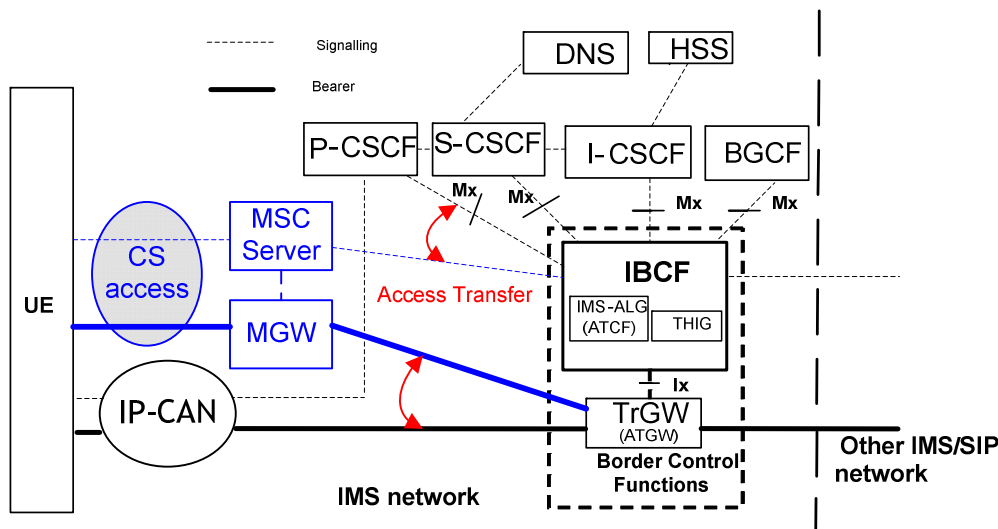 Signalling
Bearer
DNS
HSS
P-CSCF
S-CSCF
I-CSCF
BGCF
Mx
Mx
Mx
Mx
MSC
Server
CS
access
UE
Access Transfer
IBCF
IMS-ALG
(ATCF)
THIG
MGW
Ix
IP-CAN
TrGW
(ATGW)
Border Control
Functions
Other IMS/SIP
network
IMS network